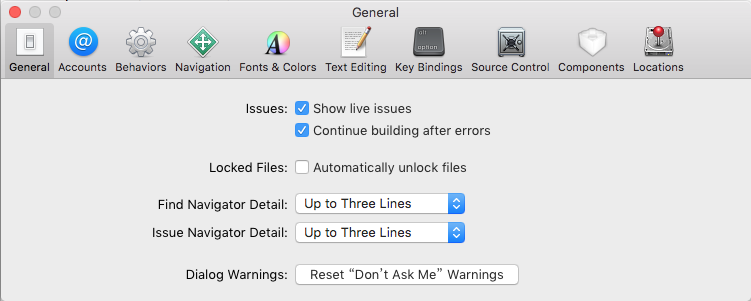 General
alt
option
General Accounts Behaviors Navigation Fonts & Colors Text Editing Key Bindings Source Control Components Locations
Issues: Show live issues
Continue building after errors
Locked Files: Automatically unlock files
Find Navigator Detail: Up to Three Lines
Issue Navigator Detail: Up to Three Lines
Dialog Warnings: Reset “Don’t Ask Me” Warnings